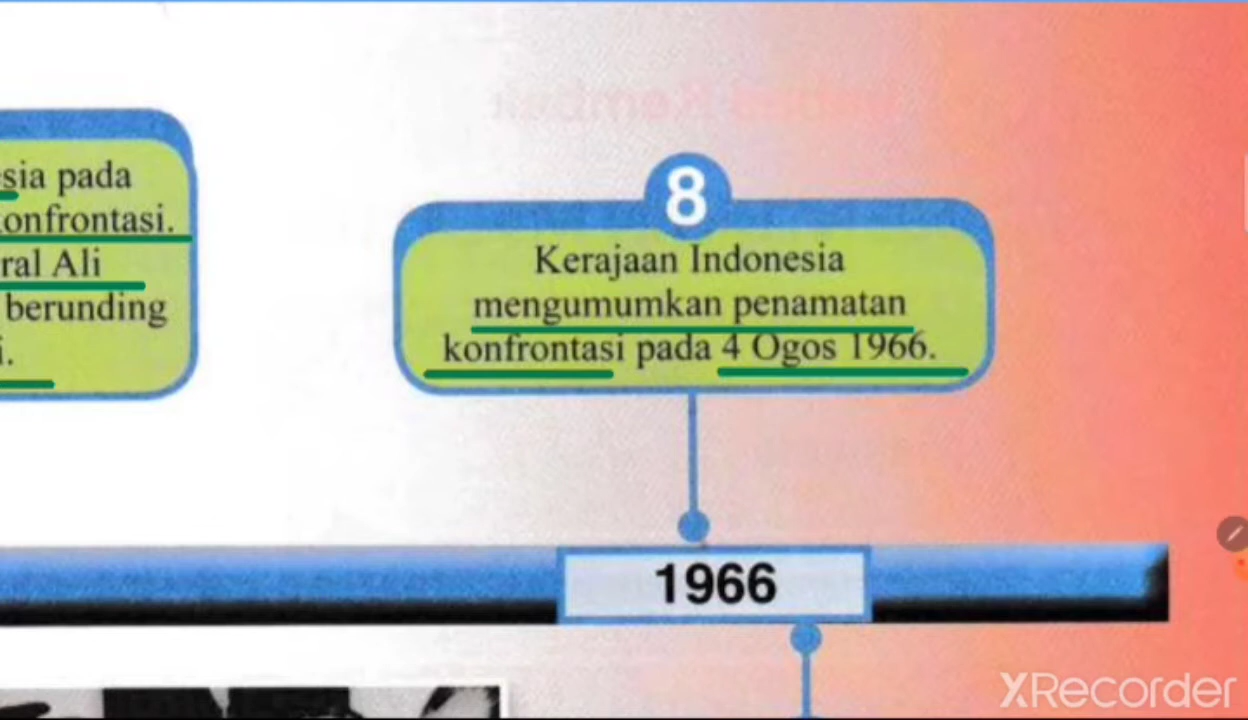 sia pada
onfrontasi.
ral Ali
berunding
i.
8
Kerajaan Indonesia
mengumumkan penamatan
konfrontasi pada 4 Ogos 1966.
1966
XRecorder